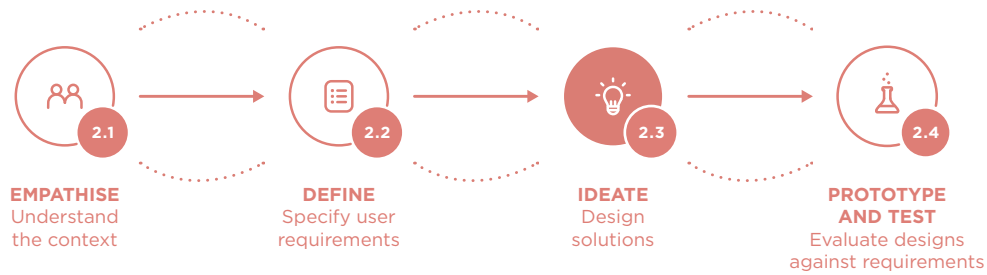 2.1
2.2
2.3
2.4
EMPATHISE
Understand
the context
DEFINE
Specify user
requirements
IDEATE
Design
solutions
PROTOTYPE
AND TEST
Evaluate designs
against requirements